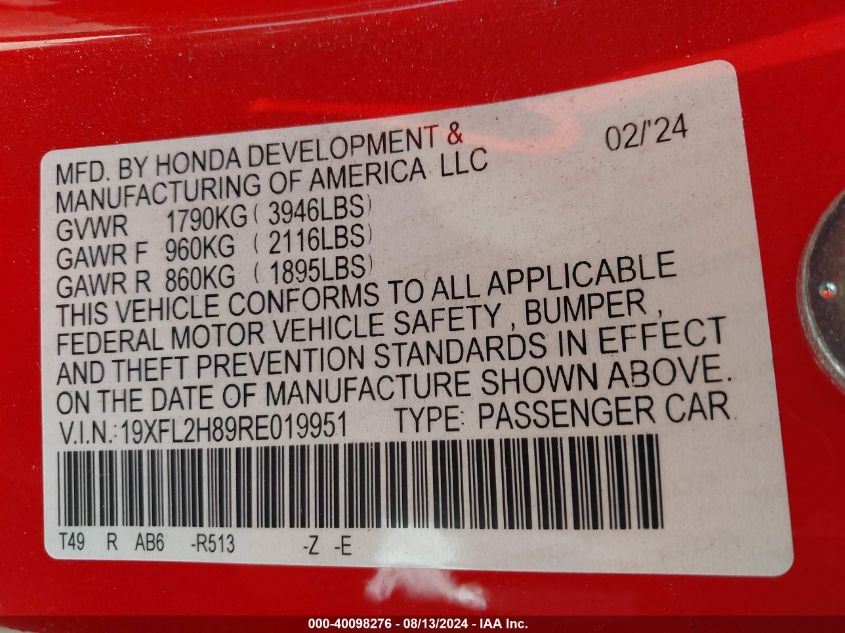 MFD. BY HONDA DEVELOPMENT & 02/'24
MANUFACTURING OF AMERICA LLC
GVWR 1790KG ( 3946LBS)
GAWR F 960KG ( 2116LBS)
GAWR R 860KG ( 1895LBS)
THIS VEHICLE CONFORMS TO ALL APPLICABLE
FEDERAL MOTOR VEHICLE SAFETY , BUMPER ,
AND THEFT PREVENTION STANDARDS IN EFFECT
ON THE DATE OF MANUFACTURE SHOWN ABOVE.
V.I.N.: 19XFL2H89RE019951 TYPE: PASSENGER CAR
T49 R AB6 -R513 -Z -E
000-40098276 - 08/13/2024 - IAA Inc.